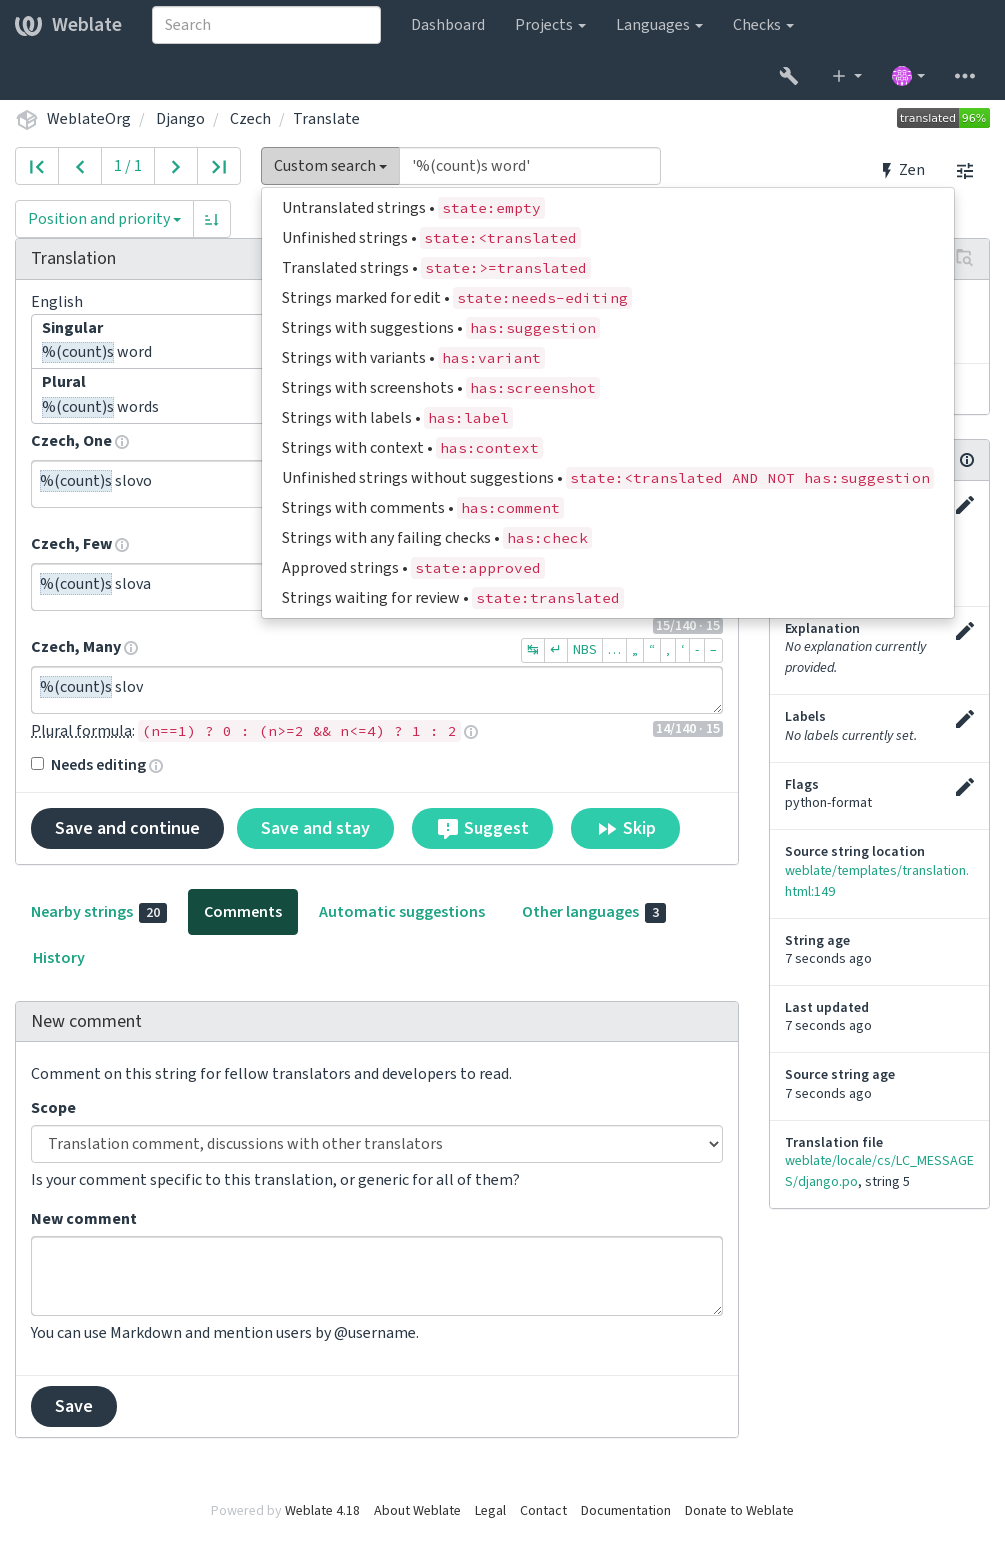 Weblate
Search
Dashboard
Projects
Languages
Checks
WeblateOrg / Django / Czech / Translate
translated 96%
1 / 1
Custom search
'%(count)s word'
Zen
Position and priority
Untranslated strings • state:empty
Unfinished strings • state:<translated
Translated strings • state:>=translated
Strings marked for edit • state:needs-editing
Strings with suggestions • has:suggestion
Strings with variants • has:variant
Strings with screenshots • has:screenshot
Strings with labels • has:label
Strings with context • has:context
Unfinished strings without suggestions • state:<translated AND NOT has:suggestion
Strings with comments • has:comment
Strings with any failing checks • has:check
Approved strings • state:approved
Strings waiting for review • state:translated
Translation
English
Singular
%(count)s word
Plural
%(count)s words
Czech, One
%(count)s slovo
Czech, Few
%(count)s slova
15/140 · 15
Czech, Many
↹ ↵ NBS … „ “ ‚ ‘ - –
%(count)s slov
Plural formula: (n==1) ? 0 : (n>=2 && n<=4) ? 1 : 2
14/140 · 15
Needs editing
Save and continue
Save and stay
Suggest
Skip
Nearby strings 20
Comments
Automatic suggestions
Other languages 3
History
New comment
Comment on this string for fellow translators and developers to read.
Scope
Translation comment, discussions with other translators
Is your comment specific to this translation, or generic for all of them?
New comment
You can use Markdown and mention users by @username.
Save
Explanation
No explanation currently
provided.
Labels
No labels currently set.
Flags
python-format
Source string location
weblate/templates/translation.
html:149
String age
7 seconds ago
Last updated
7 seconds ago
Source string age
7 seconds ago
Translation file
weblate/locale/cs/LC_MESSAGE
S/django.po, string 5
Powered by Weblate 4.18
About Weblate
Legal
Contact
Documentation
Donate to Weblate